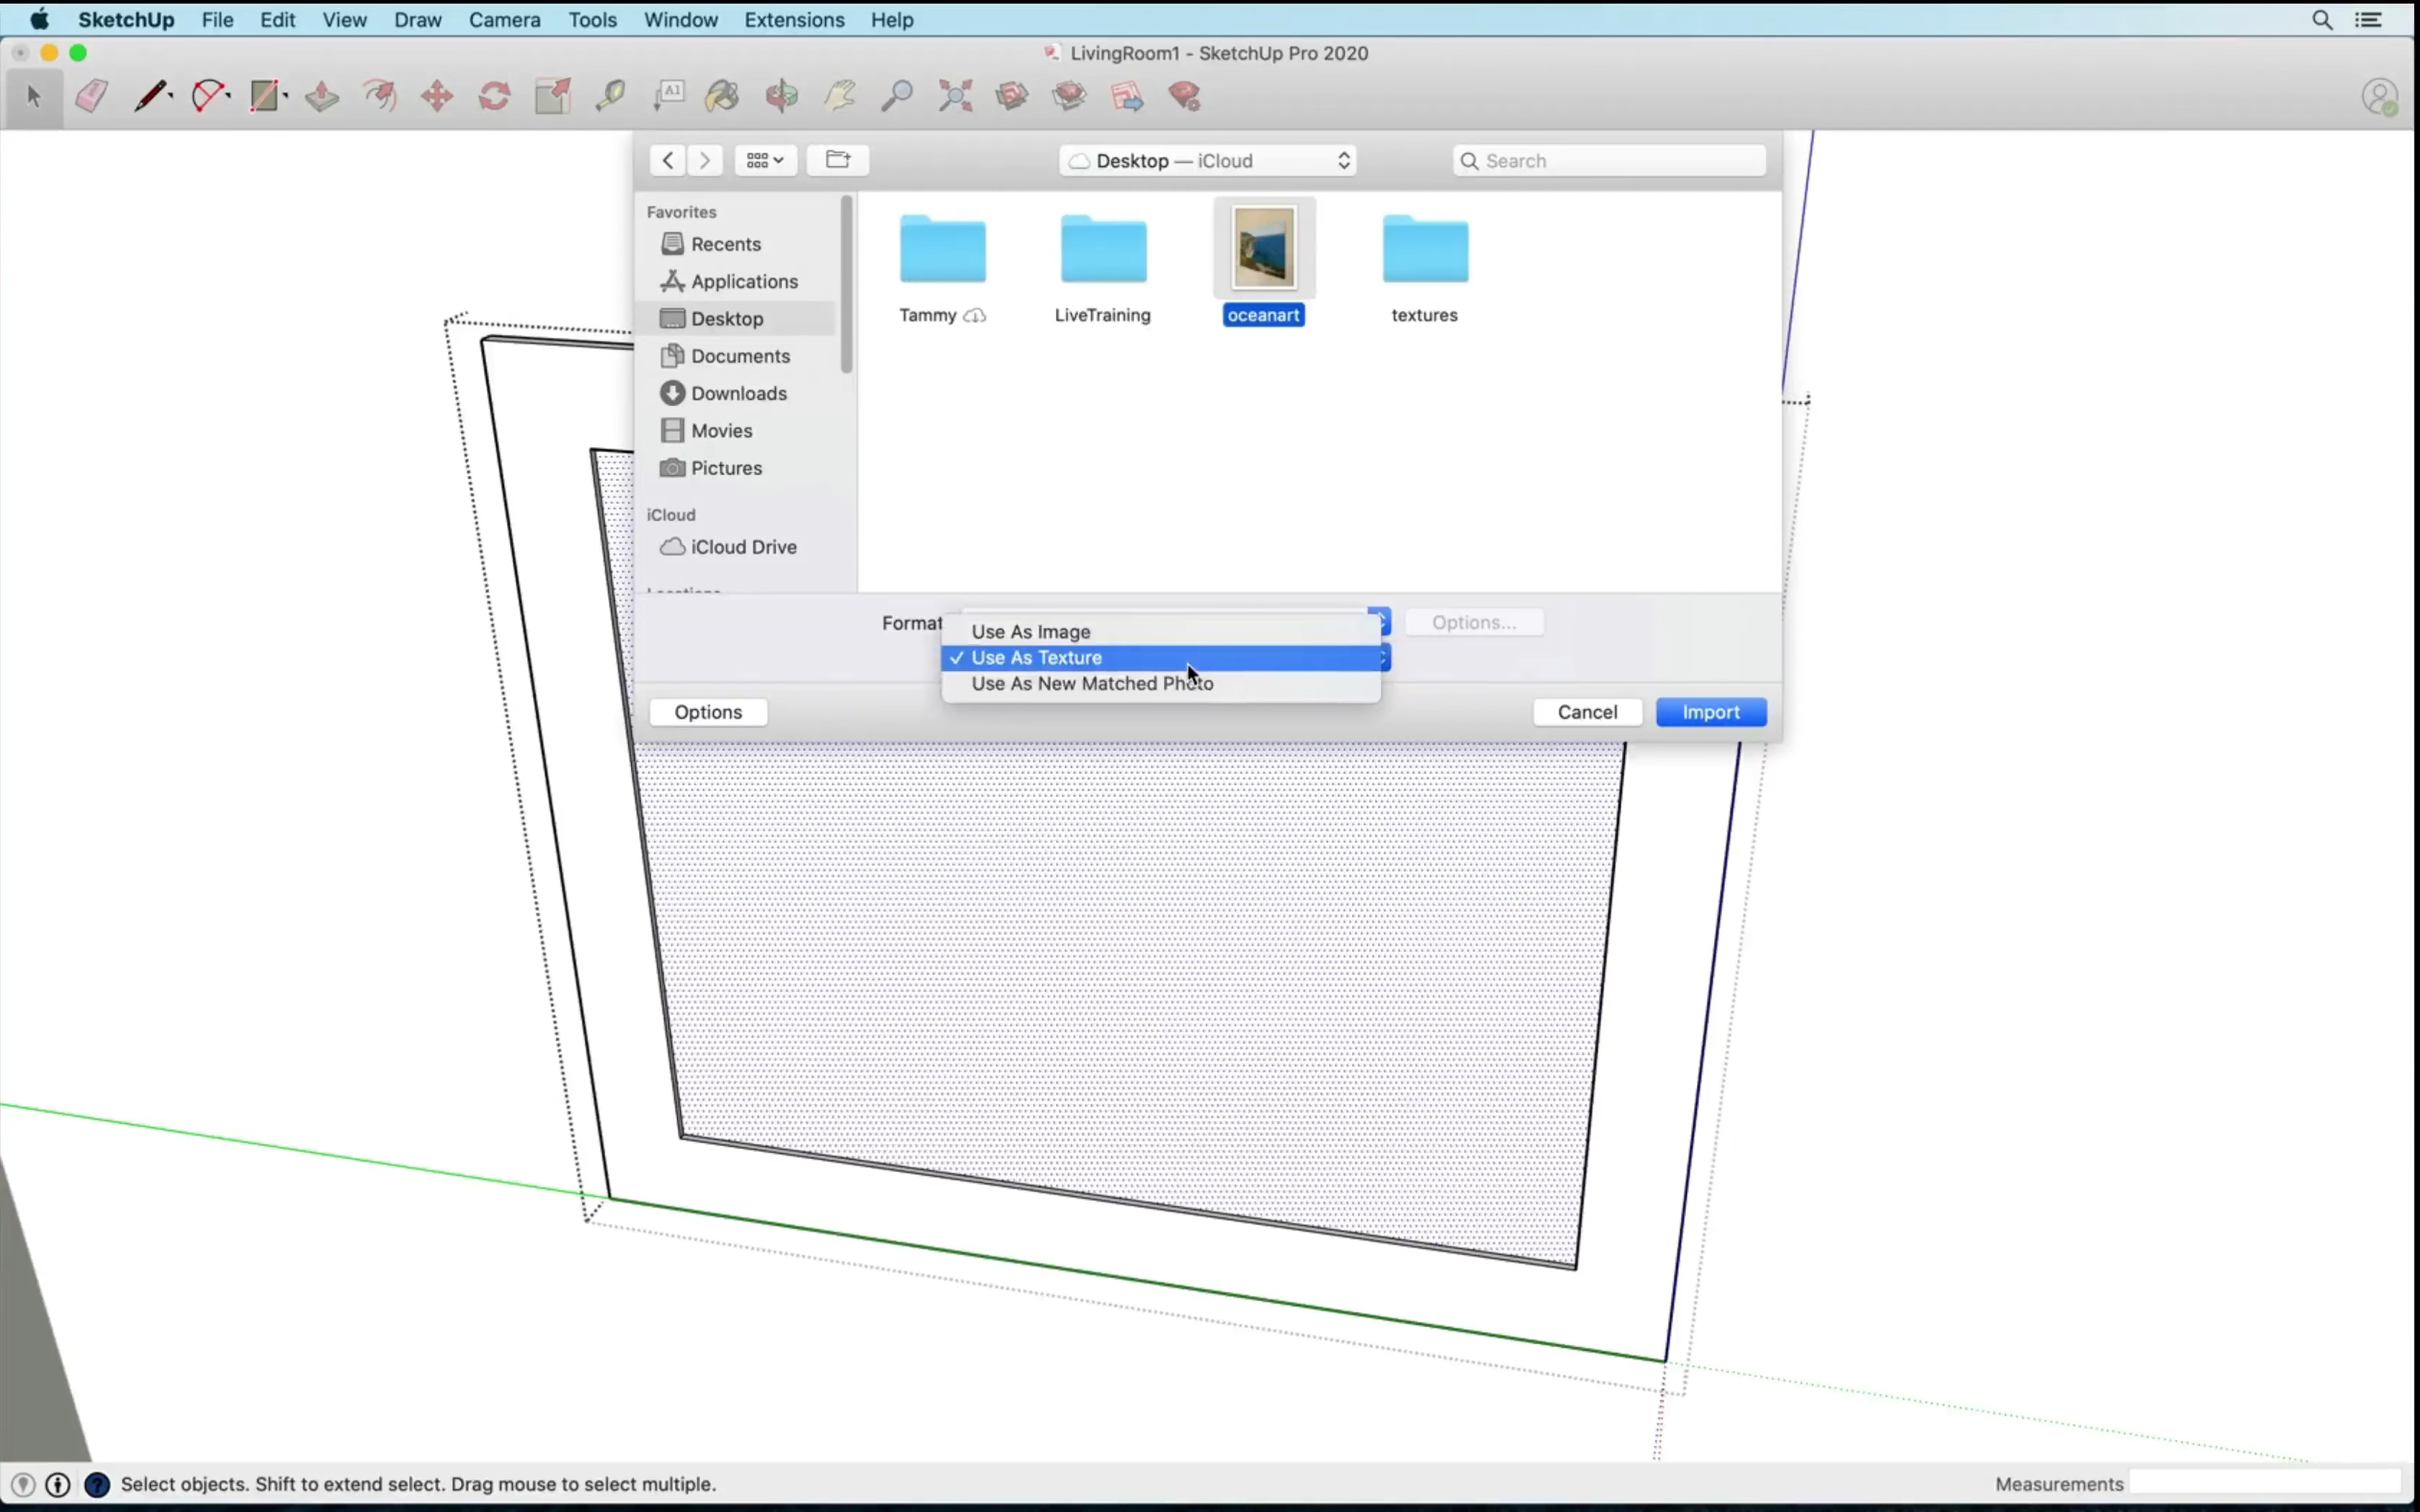 SketchUp File Edit View Draw Camera Tools Window Extensions Help
LivingRoom1 - SketchUp Pro 2020
A1
Desktop — iCloud
Search
Favorites
Recents
Applications
Desktop
Documents
Downloads
Movies
Pictures
iCloud
iCloud Drive
Locations
Tammy
LiveTraining
oceanart
textures
Format
Options...
Use As Image
✓ Use As Texture
Use As New Matched Photo
Options
Cancel
Import
Select objects. Shift to extend select. Drag mouse to select multiple.
Measurements